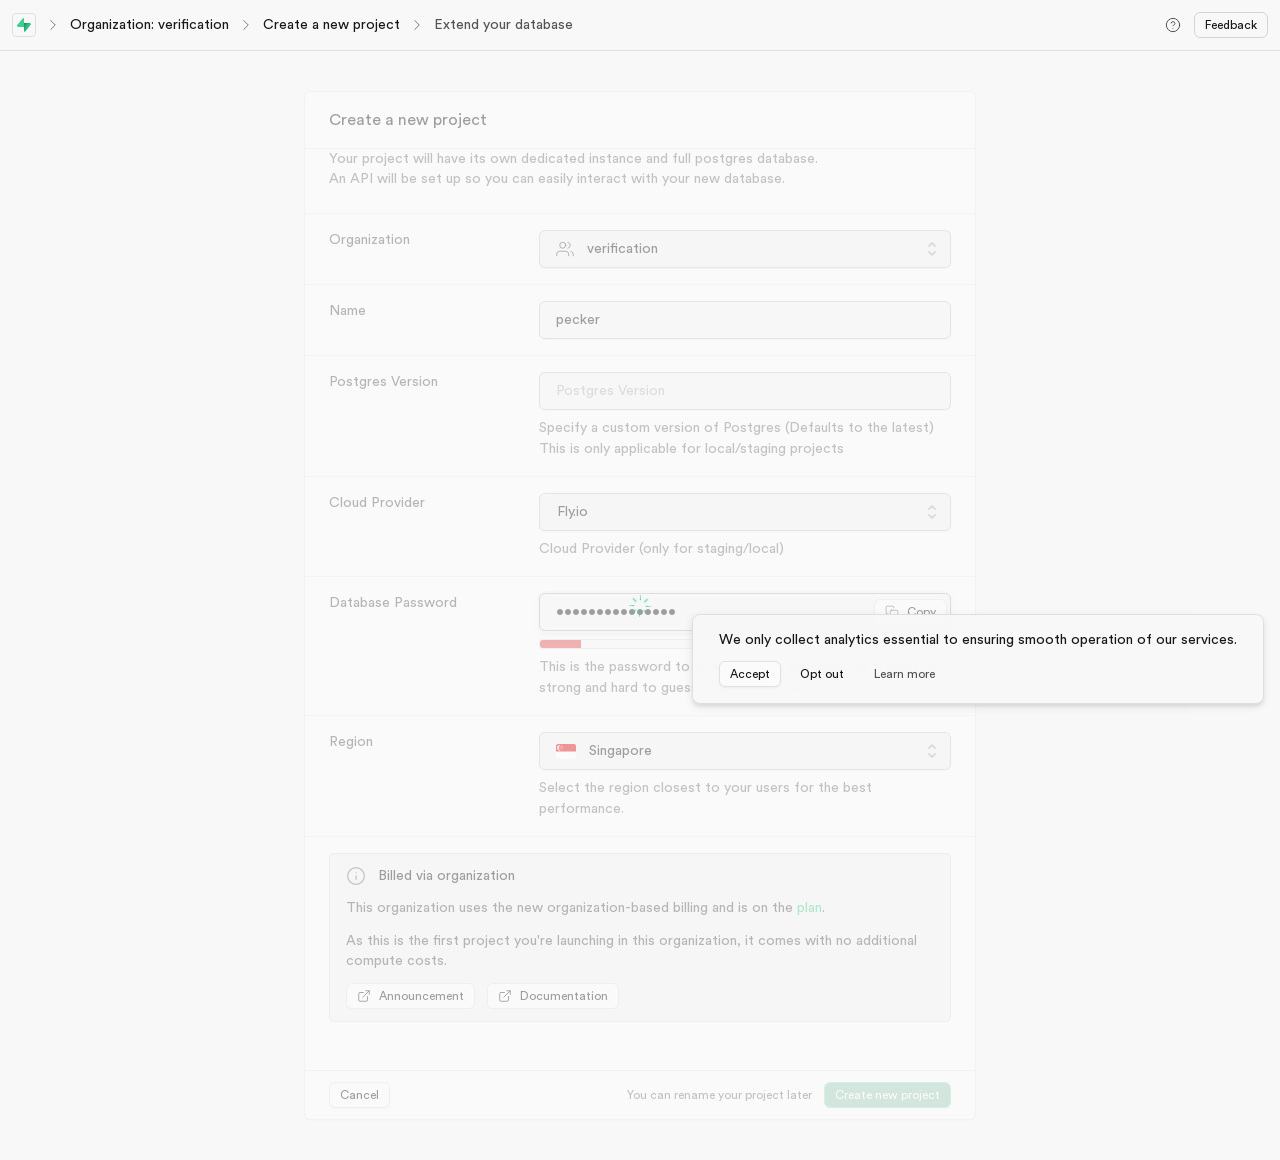 Organization: verification
Create a new project
Extend your database
Feedback
Create a new project
Your project will have its own dedicated instance and full postgres database.
An API will be set up so you can easily interact with your new database.
Organization
verification
Name
pecker
Postgres Version
Postgres Version
Specify a custom version of Postgres (Defaults to the latest)
This is only applicable for local/staging projects
Cloud Provider
Fly.io
Cloud Provider (only for staging/local)
Database Password
Copy
This is the password to
strong and hard to
We only collect analytics essential to ensuring smooth operation of our services.
Accept
Opt out
Learn more
Region
Singapore
Select the region closest to your users for the best
performance.
Billed via organization
This organization uses the new organization-based billing and is on the plan.
As this is the first project you're launching in this organization, it comes with no additional
compute costs.
Announcement
Documentation
Cancel
You can rename your project later
Create new project